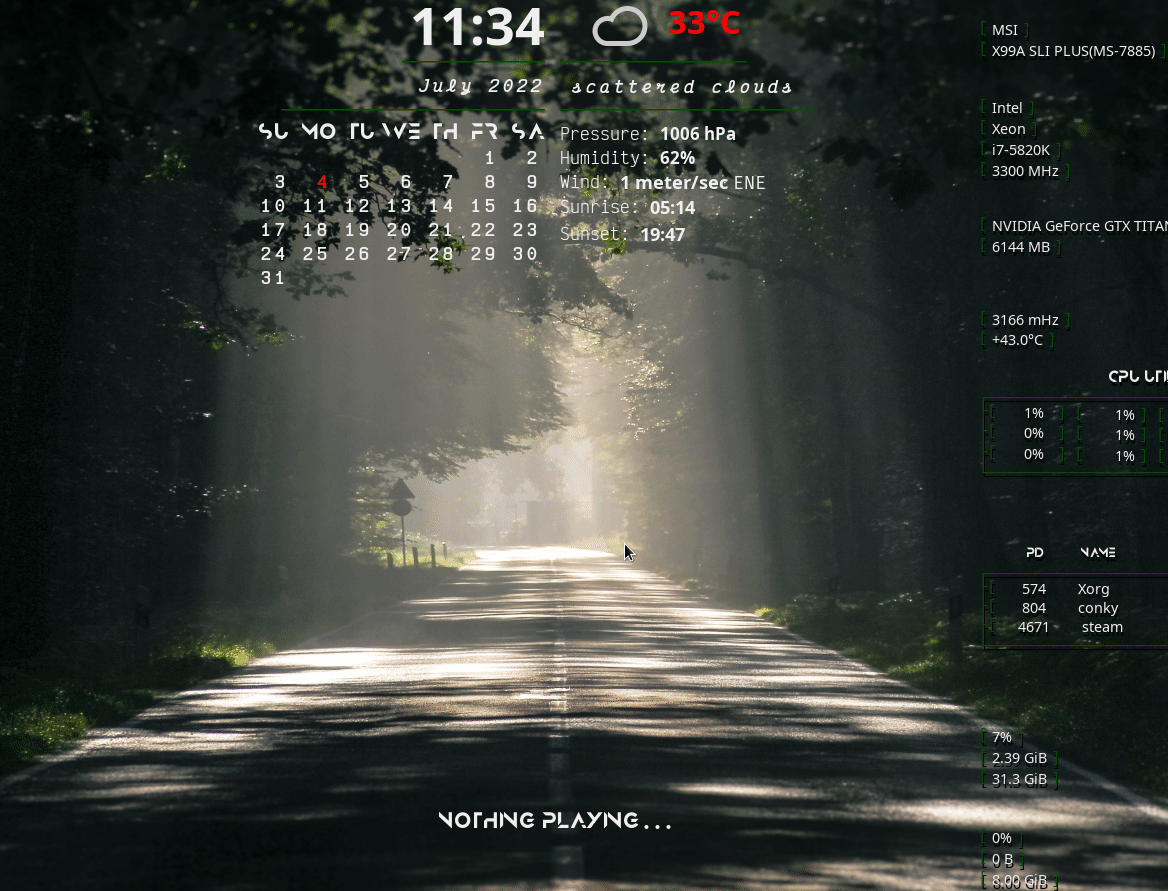 11:34
33°C
July 2022
scattered clouds
SU MO TU WE TH FR SA
1 2
3 4 5 6 7 8 9
10 11 12 13 14 15 16
17 18 19 20 21 22 23
24 25 26 27 28 29 30
31
Pressure: 1006 hPa
Humidity: 62%
Wind: 1 meter/sec ENE
Sunrise: 05:14
Sunset: 19:47
[ MSI ]
[ X99A SLI PLUS(MS-7885) ]
[ Intel ]
[ Xeon ]
[ i7-5820K ]
[ 3300 MHz ]
[ NVIDIA GeForce GTX TITAN
[ 6144 MB ]
[ 3166 mHz ]
[ +43.0°C ]
CPU UTI
[ 1% ] [ 1% ] [
[ 0% ] [ 1% ] [
[ 0% ] [ 1% ] [
PD NAME
574 Xorg
804 conky
4671 steam
[ 7% ]
[ 2.39 GiB ]
[ 31.3 GiB ]
[ 0% ]
[ 0 B ]
[ 8.00 GiB ]
NOTHING PLAYING...